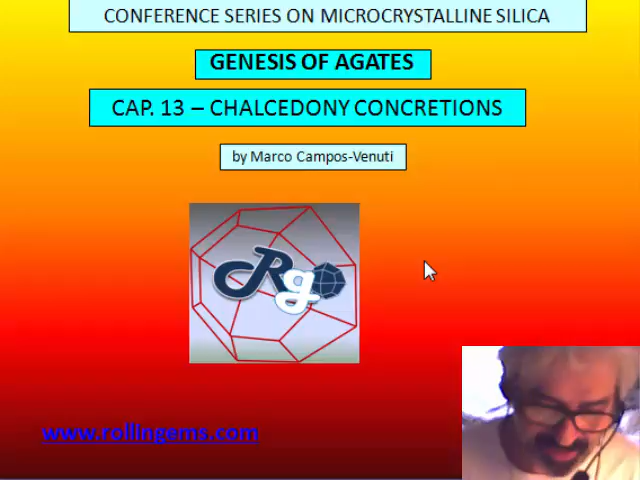 CONFERENCE SERIES ON MICROCRYSTALLINE SILICA
GENESIS OF AGATES
CAP. 13 – CHALCEDONY CONCRETIONS
by Marco Campos-Venuti
Rg
www.rollingems.com